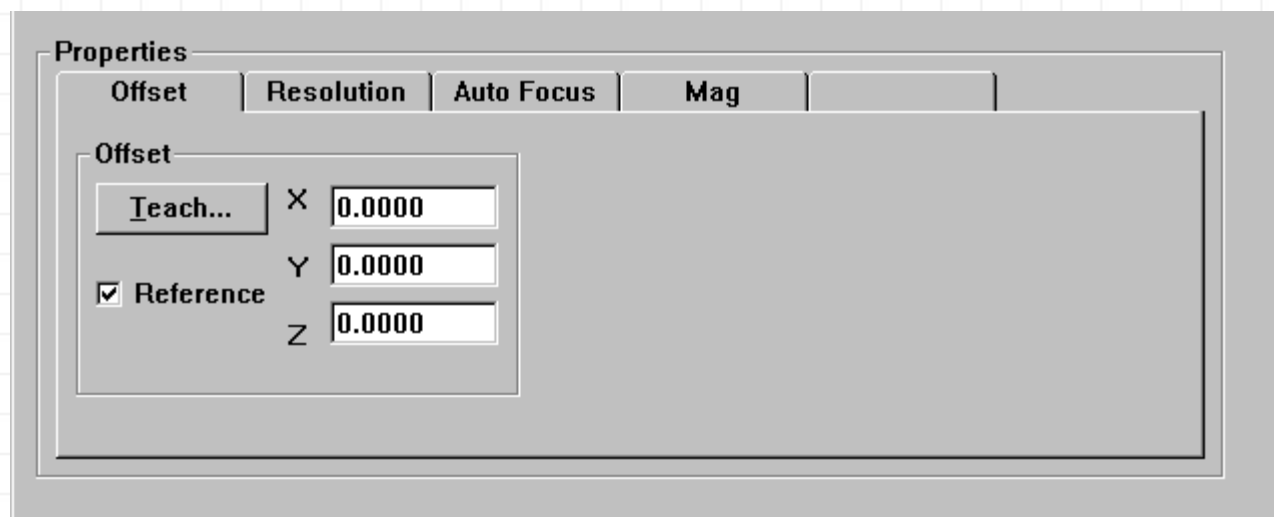 Properties
Offset Resolution Auto Focus Mag
Offset
Teach... X 0.0000
Y 0.0000
Reference
Z 0.0000